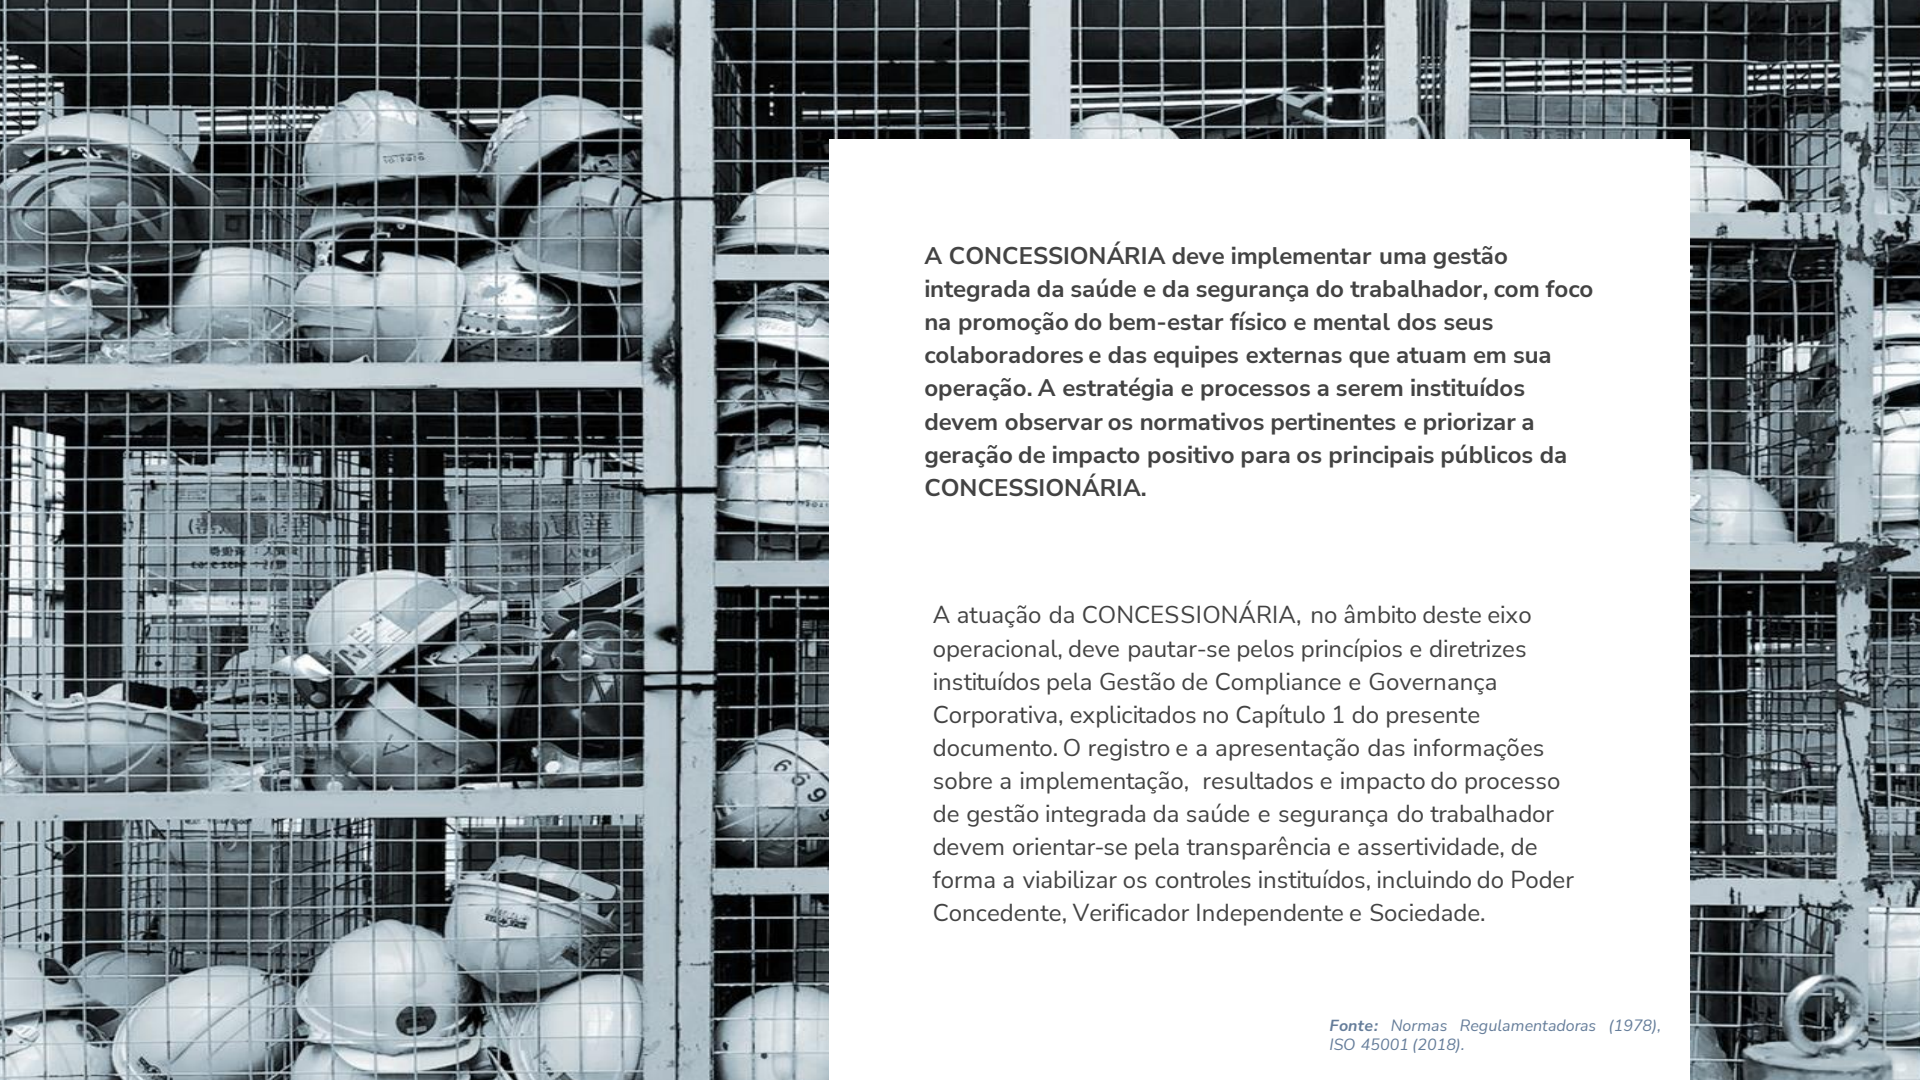 A CONCESSIONÁRIA deve implementar uma gestão
integrada da saúde e da segurança do trabalhador, com foco
na promoção do bem-estar físico e mental dos seus
colaboradores e das equipes externas que atuam em sua
operação. A estratégia e processos a serem instituídos
devem observar os normativos pertinentes e priorizar a
geração de impacto positivo para os principais públicos da
CONCESSIONÁRIA.
A atuação da CONCESSIONÁRIA, no âmbito deste eixo
operacional, deve pautar-se pelos princípios e diretrizes
instituídos pela Gestão de Compliance e Governança
Corporativa, explicitados no Capítulo 1 do presente
documento. O registro e a apresentação das informações
sobre a implementação, resultados e impacto do processo
de gestão integrada da saúde e segurança do trabalhador
devem orientar-se pela transparência e assertividade, de
forma a viabilizar os controles instituídos, incluindo do Poder
Concedente, Verificador Independente e Sociedade.
669
Fonte: Normas Regulamentadoras (1978),
ISO 45001 (2018).